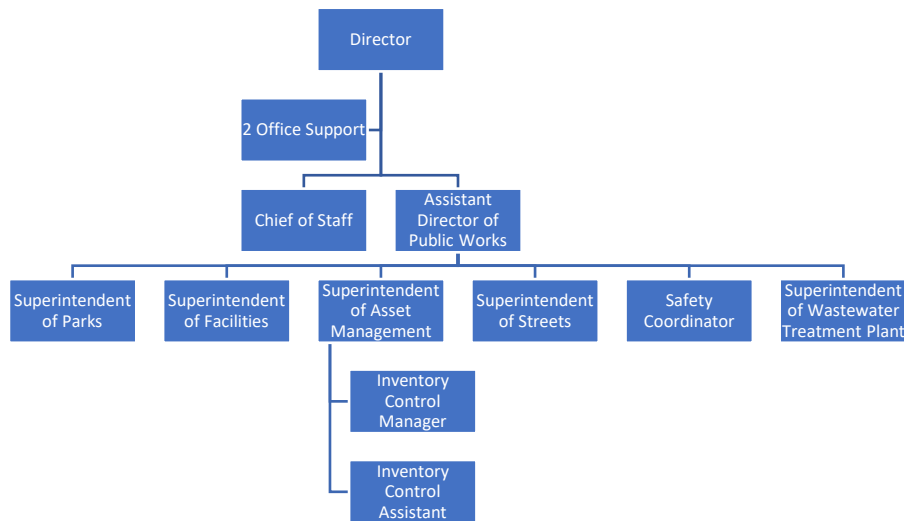 Director
2 Office Support
Chief of Staff
Assistant
Director of
Public Works
Superintendent
of Parks
Superintendent
of Facilities
Superintendent
of Asset
Management
Superintendent
of Streets
Safety
Coordinator
Superintendent
of Wastewater
Treatment Plant
Inventory
Control
Manager
Inventory
Control
Assistant